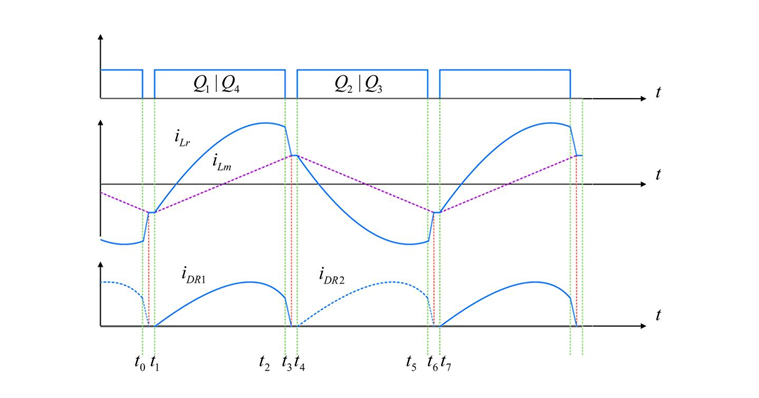 Q1 | Q4
Q2 | Q3
t
iLr
iLm
t
iDR1
iDR2
t
t0 t1 t2 t3 t4 t5 t6 t7